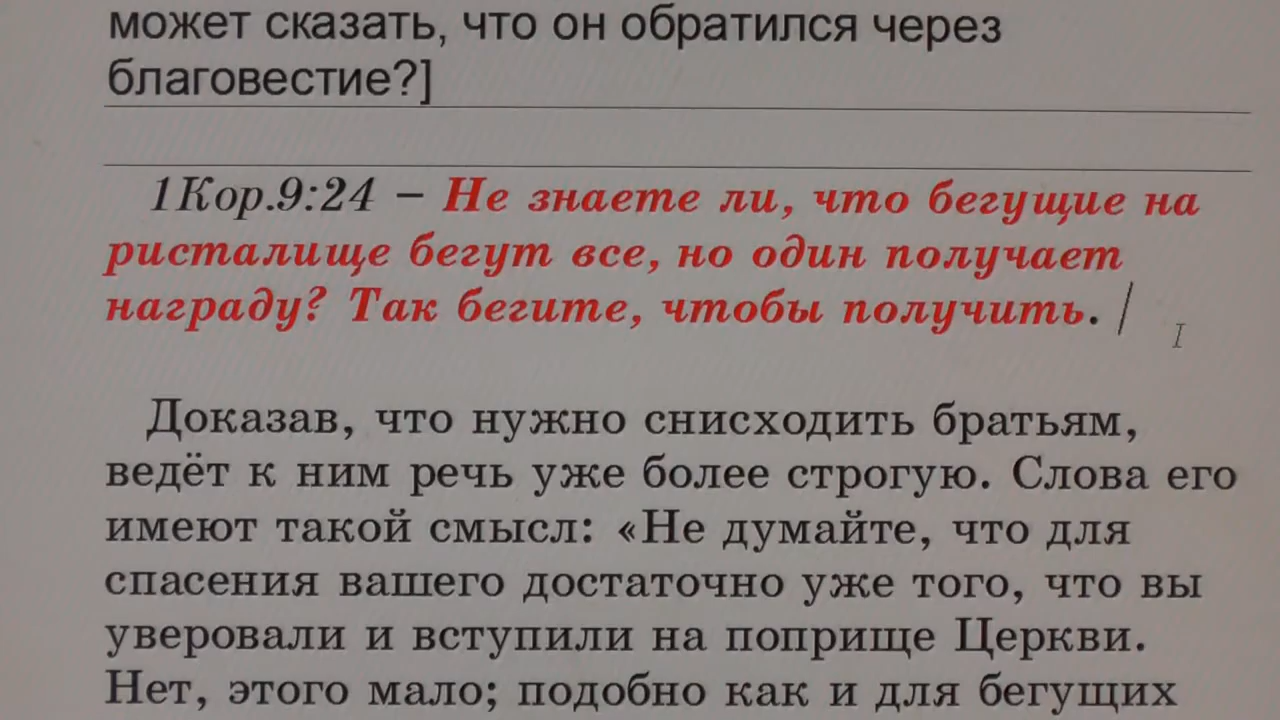 может сказать, что он обратился через
благовестие?]
1Кор.9:24 – Не знаете ли, что бегущие на
ристалище бегут все, но один получает
награду? Так бегите, чтобы получить.
Доказав, что нужно снисходить братьям,
ведёт к ним речь уже более строгую. Слова его
имеют такой смысл: «Не думайте, что для
спасения вашего достаточно уже того, что вы
уверовали и вступили на поприще Церкви.
Нет, этого мало; подобно как и для бегущих